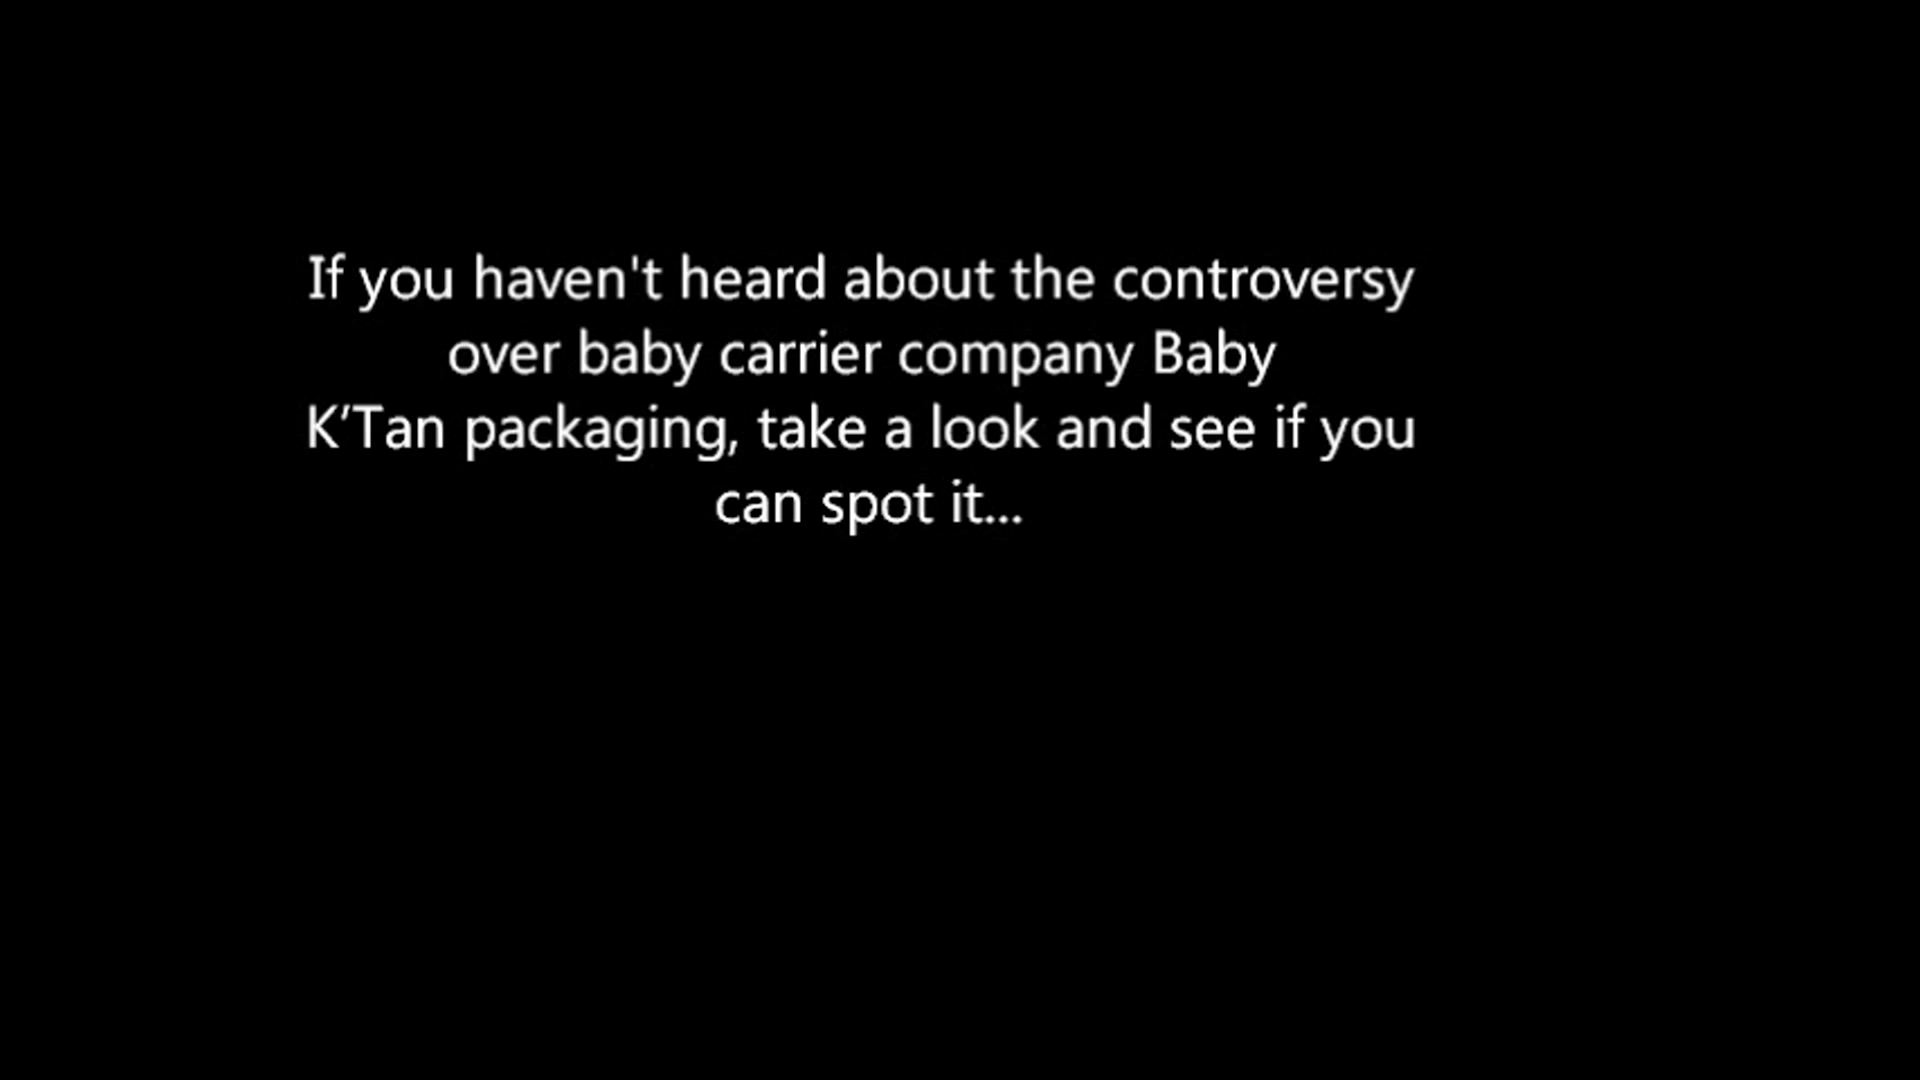 If you haven't heard about the controversy
over baby carrier company Baby
K’Tan packaging, take a look and see if you
can spot it...